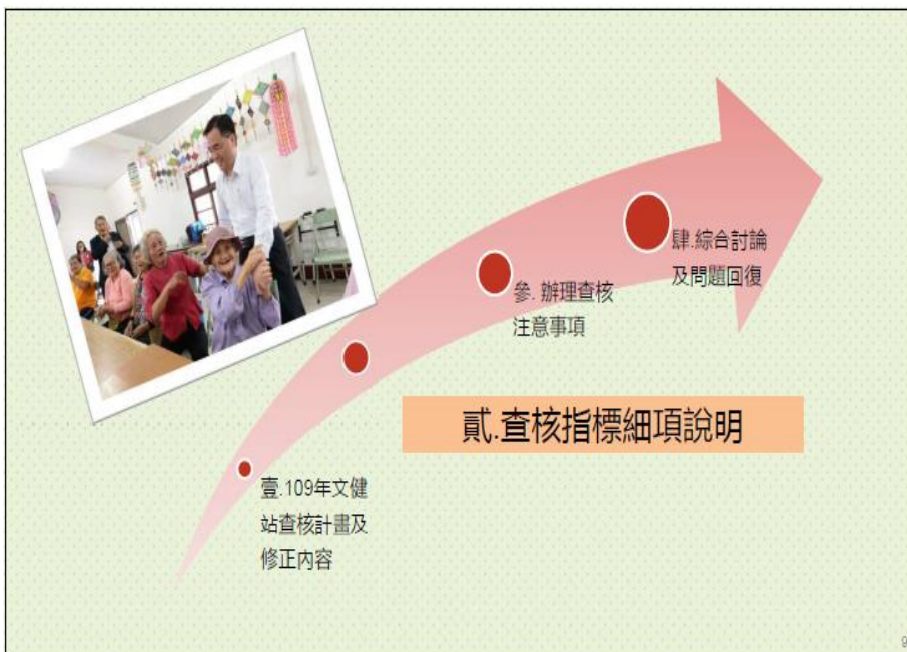 壹.109年文健
站查核計畫及
修正內容
貳.查核指標細項說明
參. 辦理查核
注意事項
肆.綜合討論
及問題回復
9